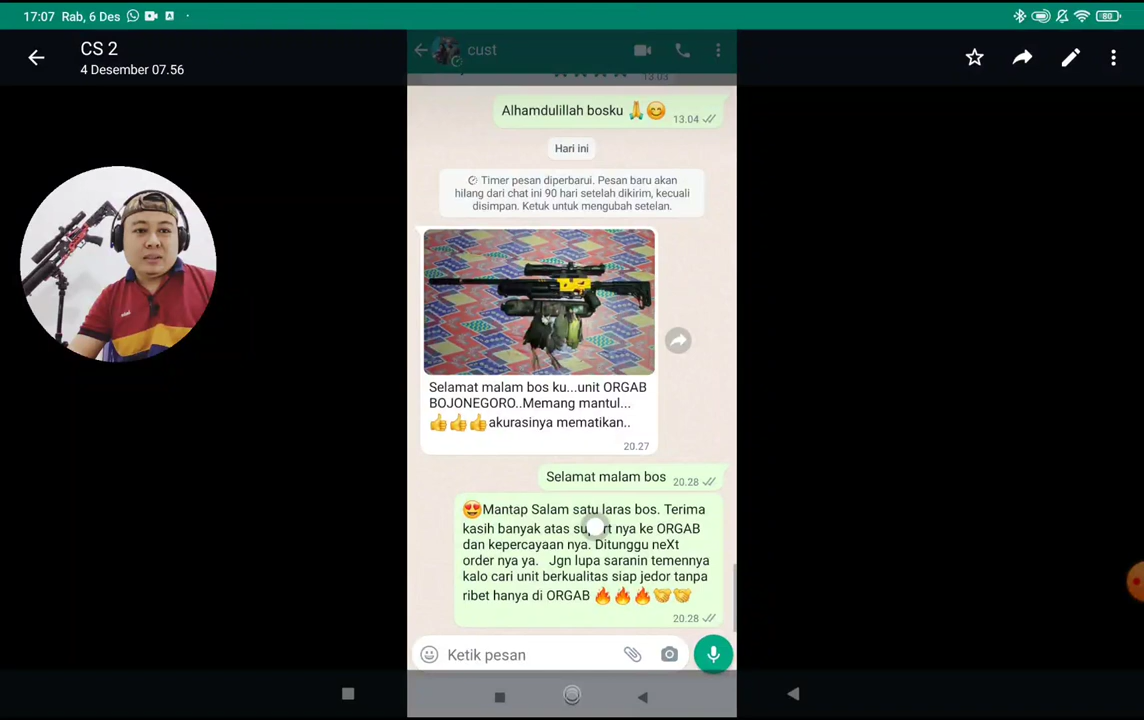 17:07 Rab, 6 Des
80
CS 2
4 Desember 07.56
cust
13.03
Alhamdulillah bosku 🙏😊
13.04
Hari ini
Timer pesan diperbarui. Pesan baru akan
hilang dari chat ini 90 hari setelah dikirim, kecuali
disimpan. Ketuk untuk mengubah setelan.
Selamat malam bos ku...unit ORGAB
BOJONEGORO..Memang mantul...
👍👍👍akurasinya mematikan..
20.27
Selamat malam bos
20.28
😍Mantap Salam satu laras bos. Terima
kasih banyak atas nya ke ORGAB
dan kepercayaan nya. Ditunggu neXt
order nya ya. Jgn lupa saranin temennya
kalo cari unit berkualitas siap jedor tanpa
ribet hanya di ORGAB 🔥🔥🔥🤝🤝
20.28
Ketik pesan